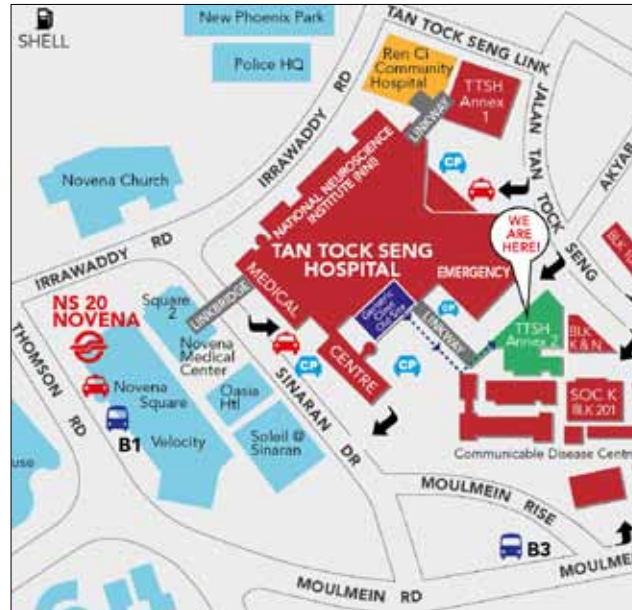 SHELL
New Phoenix Park
Police HQ
IRRAWADDY RD
TAN TOCK SENG LINK
Ren Ci
Community
Hospital
TTSH
Annex
1
LINKWAY
JALAN TAN TOCK SENG
AKYAB
CP
Novena Church
NATIONAL NEUROSCIENCE
INSTITUTE (NNI)
WE
ARE
HERE!
TAN TOCK SENG
HOSPITAL
EMERGENCY
IRRAWADDY RD
NS 20
NOVENA
Square
2
LINKBRIDGE
MEDICAL
CENTRE
LINKWAY
CP
TTSH
Annex 2
BLK
K & N
Novena
Medical
Center
CP
CP
THOMSON RD
Novena
Square
Oasia
Htl
SINARAN DR
SOC K
BLK 201
B1
Velocity
Soleil @
Sinaran
Communicable Disease Centre
use
MOULMEIN RISE
B3
MOULMEIN RD
MOULMEIN